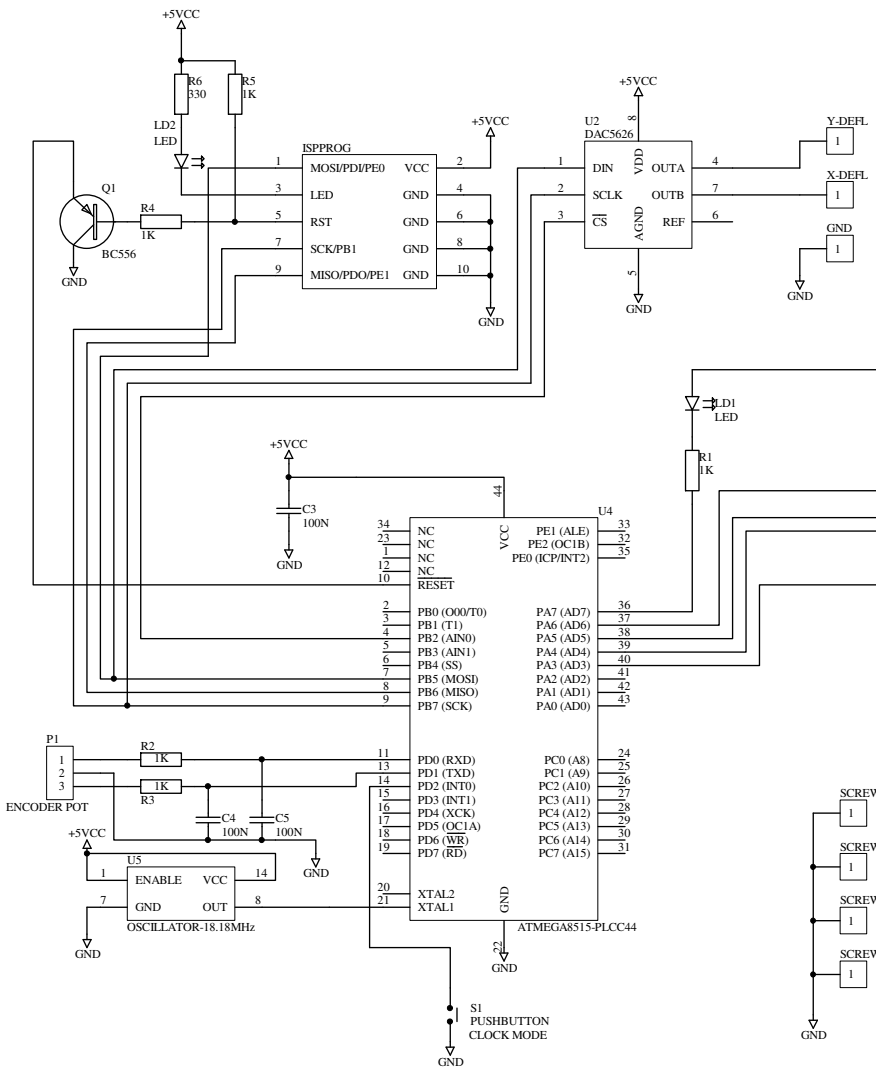 +5VCC
R6
330
R5
1K
LD2
LED
ISPPROG
1 MOSI/PDI/PE0 VCC 2
3 LED GND 4
5 RST GND 6
7 SCK/PB1 GND 8
9 MISO/PDO/PE1 GND 10
+5VCC
GND
Q1
BC556
GND
R4
1K
+5VCC
U2
DAC5626
8
VDD
1 DIN OUTA 4
2 SCLK OUTB 7
3 CS REF 6
AGND
5
GND
Y-DEFL
1
X-DEFL
1
GND
1
GND
LD1
LED
R1
1K
+5VCC
C3
100N
GND
44
VCC
U4
34 NC PE1 (ALE) 33
23 NC PE2 (OC1B) 32
1 NC PE0 (ICP/INT2) 35
12 NC
10 RESET
2 PB0 (O00/T0) PA7 (AD7) 36
3 PB1 (T1) PA6 (AD6) 37
4 PB2 (AIN0) PA5 (AD5) 38
5 PB3 (AIN1) PA4 (AD4) 39
6 PB4 (SS) PA3 (AD3) 40
7 PB5 (MOSI) PA2 (AD2) 41
8 PB6 (MISO) PA1 (AD1) 42
9 PB7 (SCK) PA0 (AD0) 43
11 PD0 (RXD) PC0 (A8) 24
13 PD1 (TXD) PC1 (A9) 25
14 PD2 (INT0) PC2 (A10) 26
15 PD3 (INT1) PC3 (A11) 27
16 PD4 (XCK) PC4 (A12) 28
17 PD5 (OC1A) PC5 (A13) 29
18 PD6 (WR) PC6 (A14) 30
19 PD7 (RD) PC7 (A15) 31
20 XTAL2
21 XTAL1
GND
22
ATMEGA8515-PLCC44
GND
P1
1
2
3
ENCODER POT
R2
1K
1K
R3
C4
100N
C5
100N
GND
+5VCC
U5
1 ENABLE VCC 14
7 GND OUT 8
OSCILLATOR-18.18MHz
GND
S1
PUSHBUTTON
CLOCK MODE
GND
SCREW
1
SCREW
1
SCREW
1
SCREW
1
GND